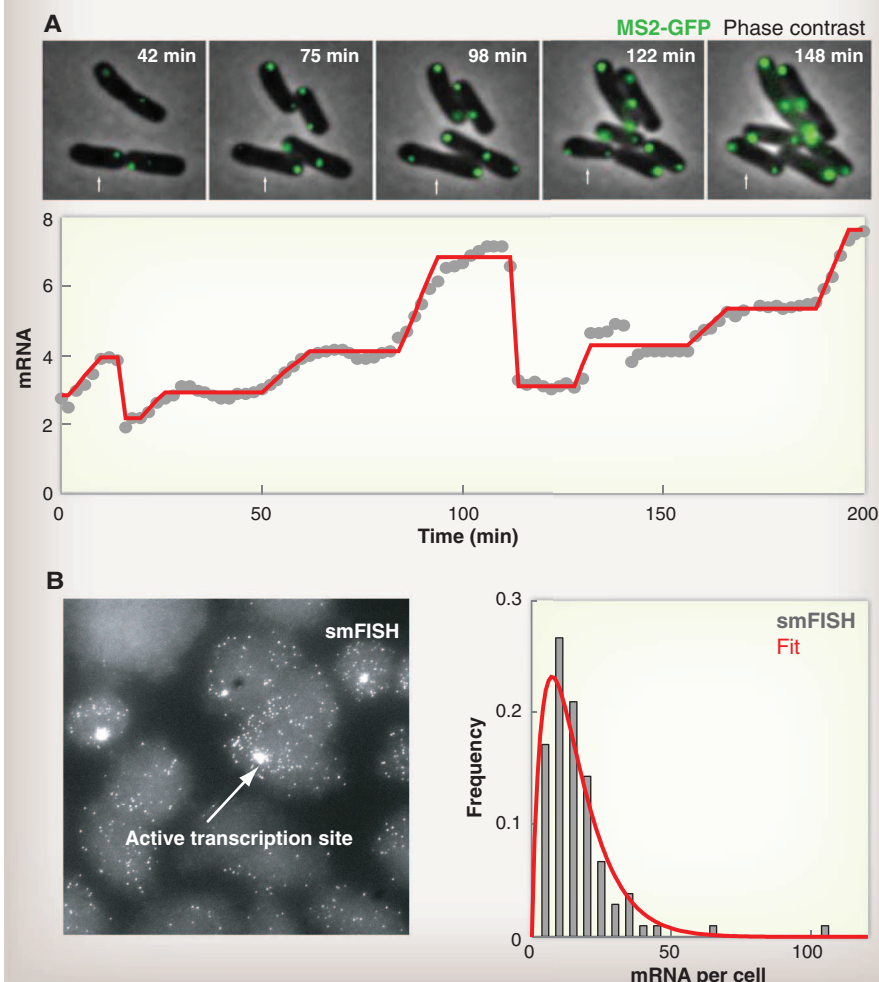 A
MS2-GFP Phase contrast
42 min 75 min 98 min 122 min 148 min
8
6
4
2
0
mRNA
0 50 100 150 200
Time (min)
B
smFISH
Active transcription site
0.3
0.2
0.1
0
Frequency
smFISH
Fit
0 50 100
mRNA per cell